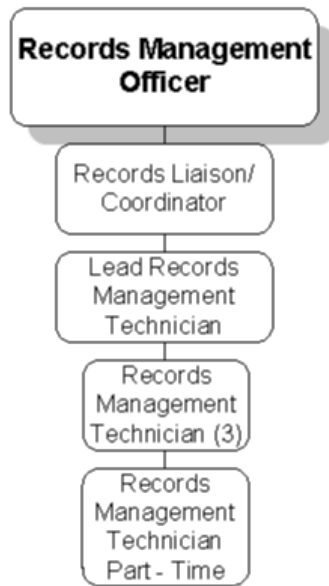 Records Management
Officer
Records Liaison/
Coordinator
Lead Records
Management
Technician
Records
Management
Technician (3)
Records
Management
Technician
Part - Time